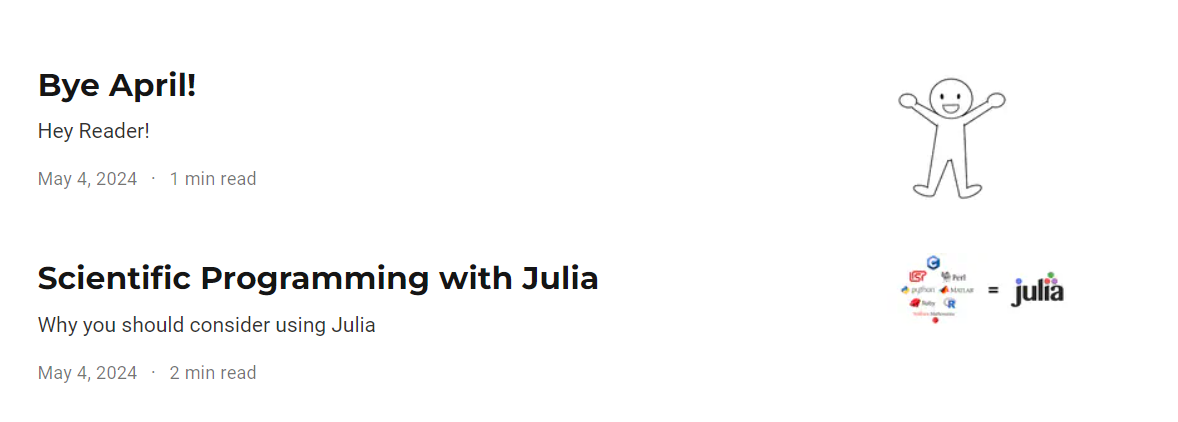 Bye April!
Hey Reader!
May 4, 2024 · 1 min read
Scientific Programming with Julia
Why you should consider using Julia
May 4, 2024 · 2 min read
C
Perl
python MATLAB = julia
Ruby R